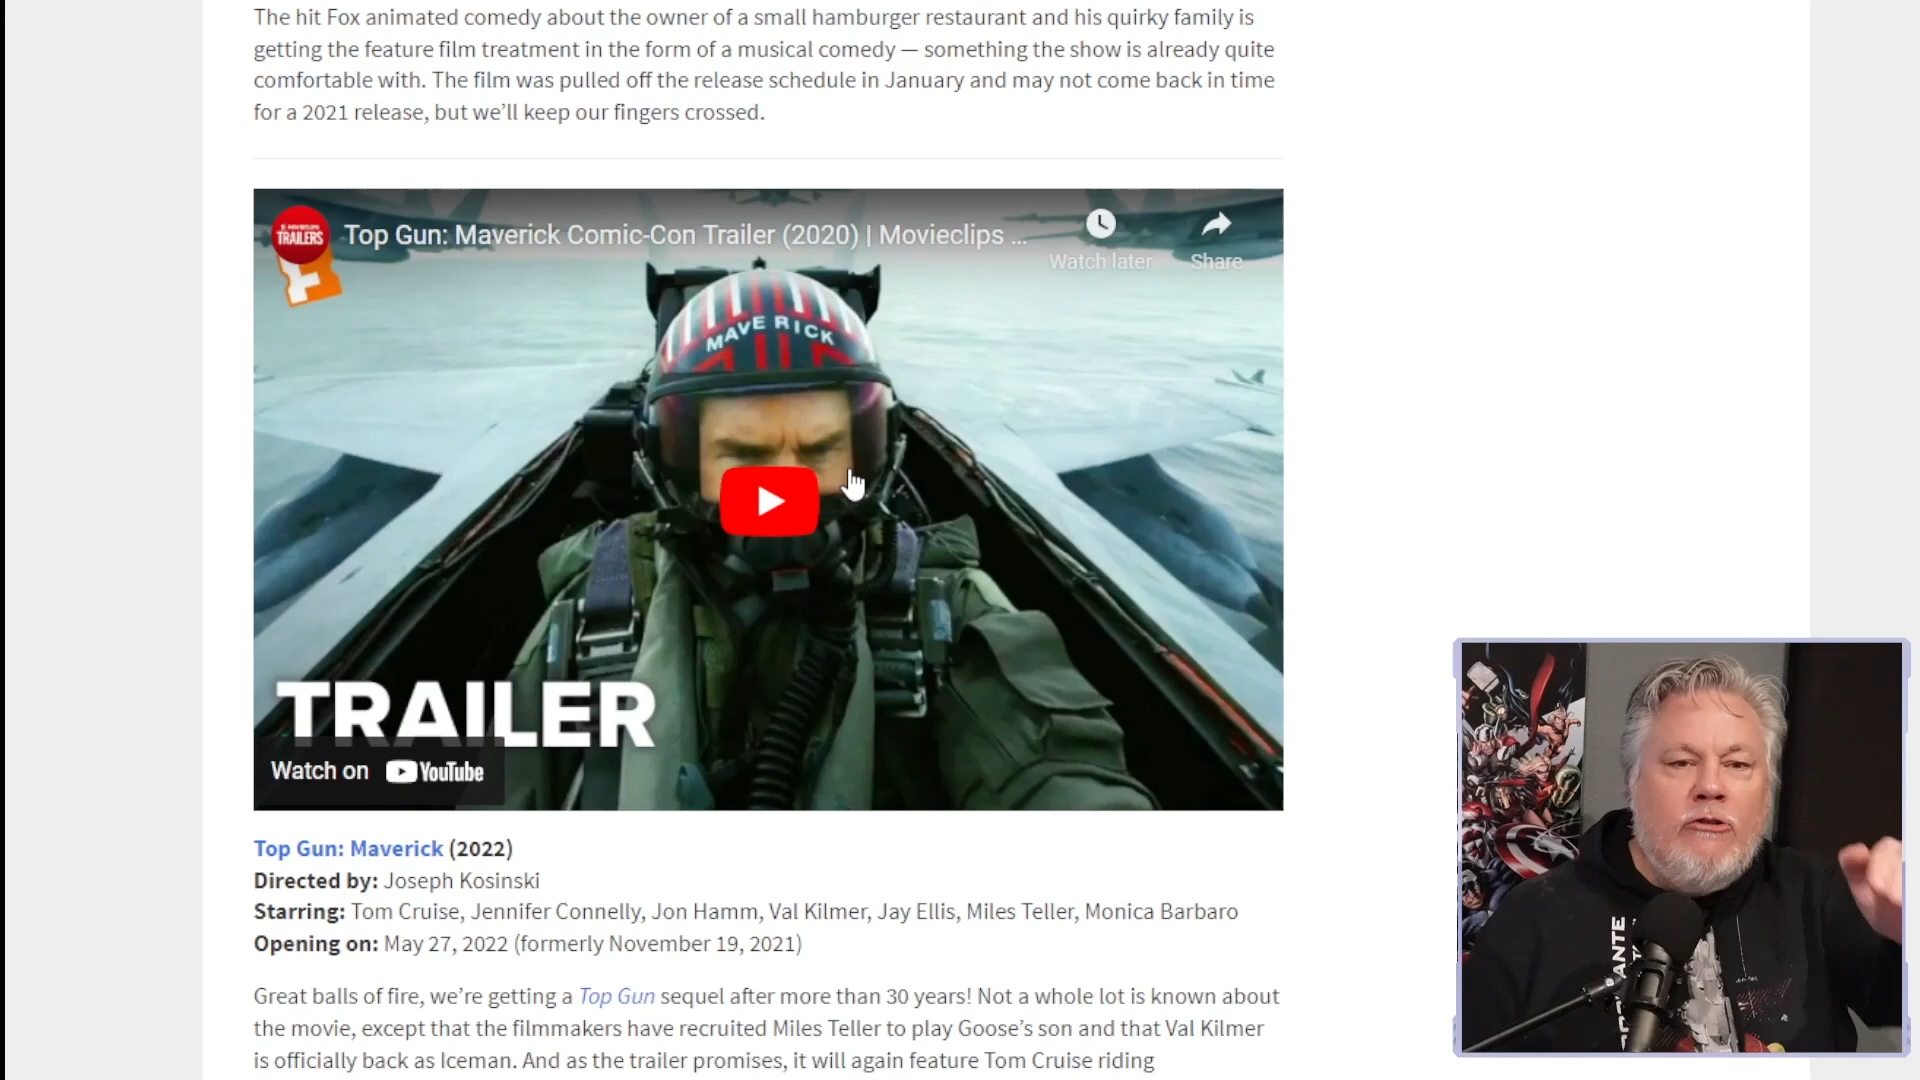 The hit Fox animated comedy about the owner of a small hamburger restaurant and his quirky family is
getting the feature film treatment in the form of a musical comedy — something the show is already quite
comfortable with. The film was pulled off the release schedule in January and may not come back in time
for a 2021 release, but we’ll keep our fingers crossed.
TRAILERS
Top Gun: Maverick Comic-Con Trailer (2020) | Movieclips ...
Watch later
Share
MAVERICK
TRAILER
Watch on YouTube
Top Gun: Maverick (2022)
Directed by: Joseph Kosinski
Starring: Tom Cruise, Jennifer Connelly, Jon Hamm, Val Kilmer, Jay Ellis, Miles Teller, Monica Barbaro
Opening on: May 27, 2022 (formerly November 19, 2021)
Great balls of fire, we’re getting a Top Gun sequel after more than 30 years! Not a whole lot is known about
the movie, except that the filmmakers have recruited Miles Teller to play Goose’s son and that Val Kilmer
is officially back as Iceman. And as the trailer promises, it will again feature Tom Cruise riding